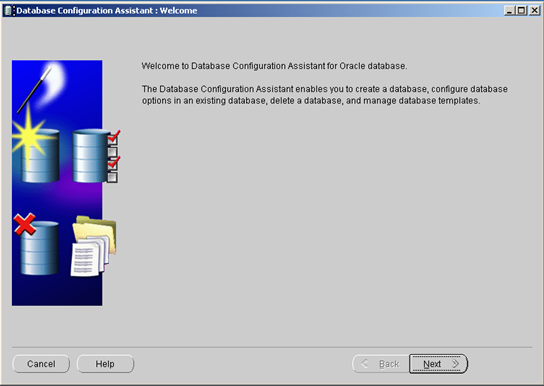 Database Configuration Assistant : Welcome
Welcome to Database Configuration Assistant for Oracle database.
The Database Configuration Assistant enables you to create a database, configure database
options in an existing database, delete a database, and manage database templates.
Cancel Help Back Next